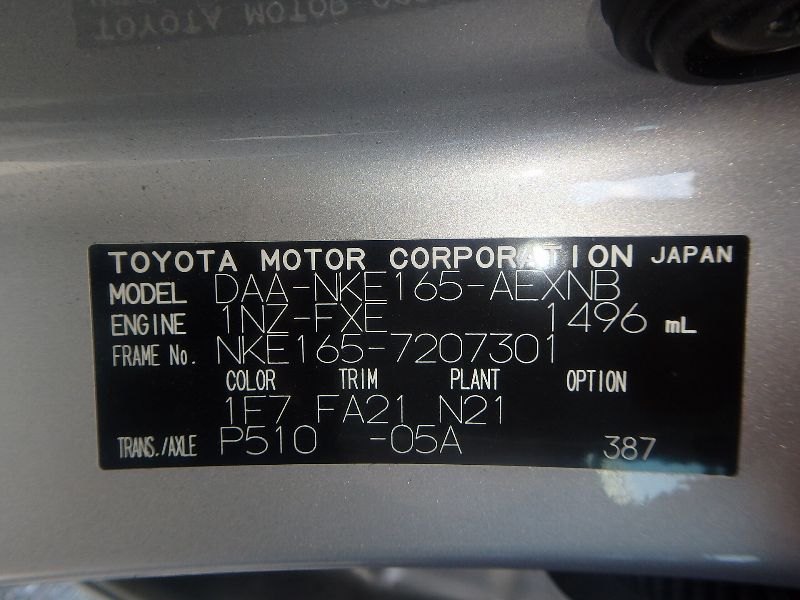 TOYOTA MOTOR CORPORATION JAPAN
MODEL DAA-NKE165-AEXNB
ENGINE 1NZ-FXE 1496 mL
FRAME No. NKE165-7207301
COLOR TRIM PLANT OPTION
1E7 FA21 N21
TRANS./AXLE P510 -05A 387